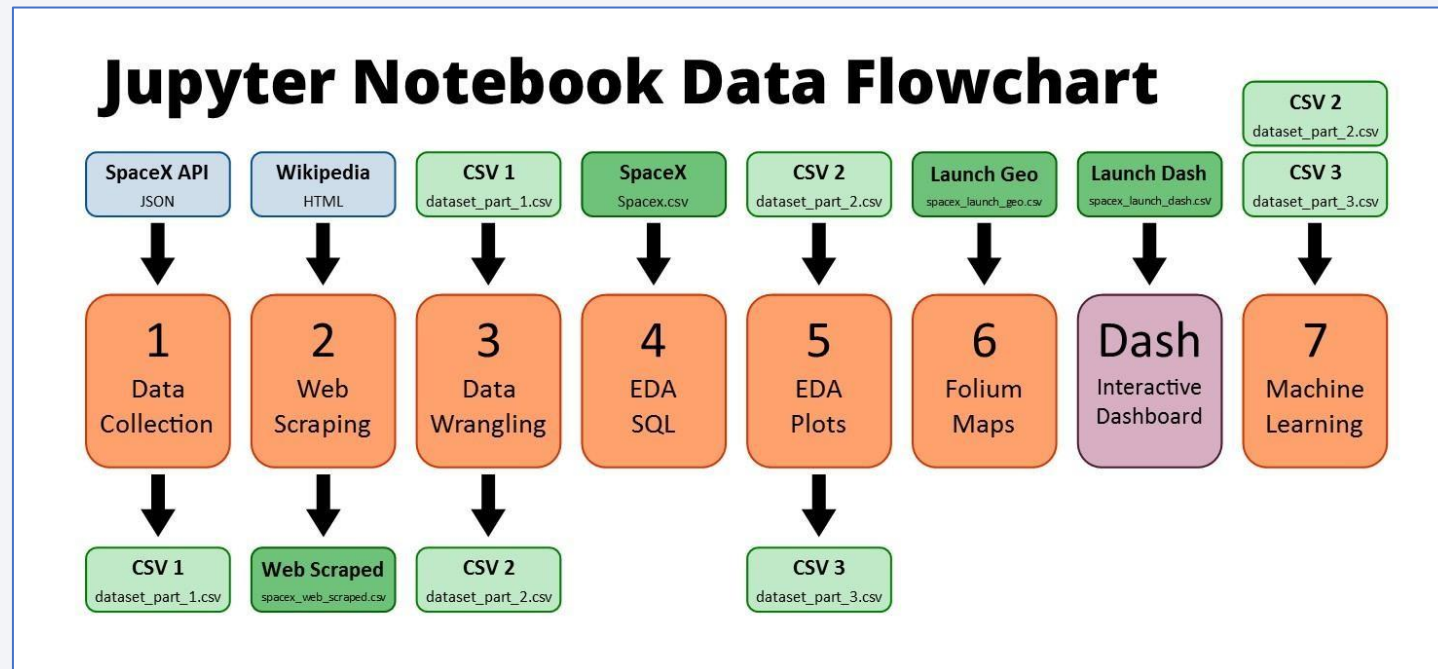 Jupyter Notebook Data Flowchart
CSV 2
dataset_part_2.csv
SpaceX API
JSON
Wikipedia
HTML
CSV 1
dataset_part_1.csv
SpaceX
Spacex.csv
CSV 2
dataset_part_2.csv
Launch Geo
spacex_launch_geo.csv
Launch Dash
spacex_launch_dash.csv
CSV 3
dataset_part_3.csv
1
Data
Collection
2
Web
Scraping
3
Data
Wrangling
4
EDA
SQL
5
EDA
Plots
6
Folium
Maps
Dash
Interactive
Dashboard
7
Machine
Learning
CSV 1
dataset_part_1.csv
Web Scraped
spacex_web_scraped.csv
CSV 2
dataset_part_2.csv
CSV 3
dataset_part_3.csv